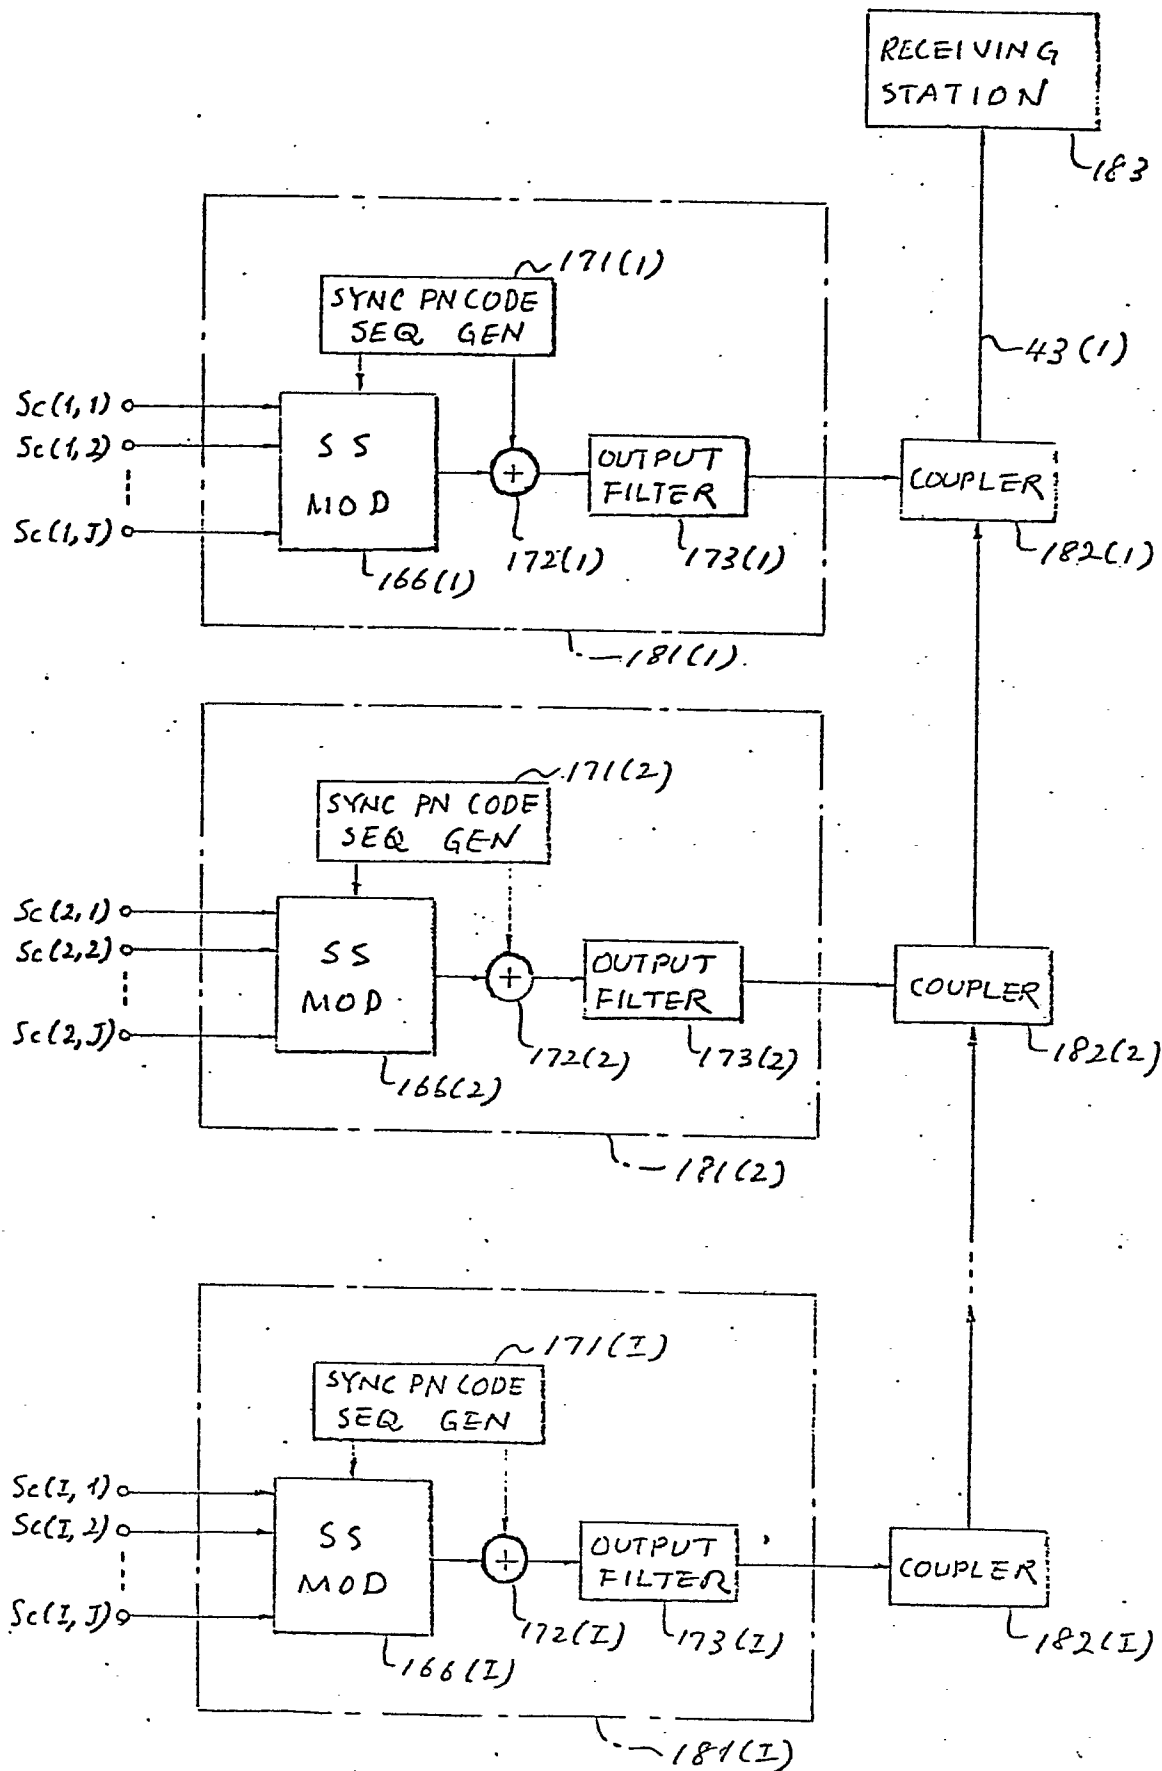 RECEIVING
STATION
183
171(1)
SYNC PN CODE
SEQ GEN
43(1)
Sc(1,1)
Sc(1,2)
Sc(1,J)
SS
MOD
+
OUTPUT
FILTER
COUPLER
166(1)
172(1)
173(1)
182(1)
181(1)
171(2)
SYNC PN CODE
SEQ GEN
Sc(2,1)
Sc(2,2)
Sc(2,J)
SS
MOD
+
OUTPUT
FILTER
COUPLER
166(2)
172(2)
173(2)
182(2)
181(2)
171(I)
SYNC PN CODE
SEQ GEN
Sc(I,1)
Sc(I,2)
Sc(I,J)
SS
MOD
+
OUTPUT
FILTER
COUPLER
166(I)
172(I)
173(I)
182(I)
181(I)